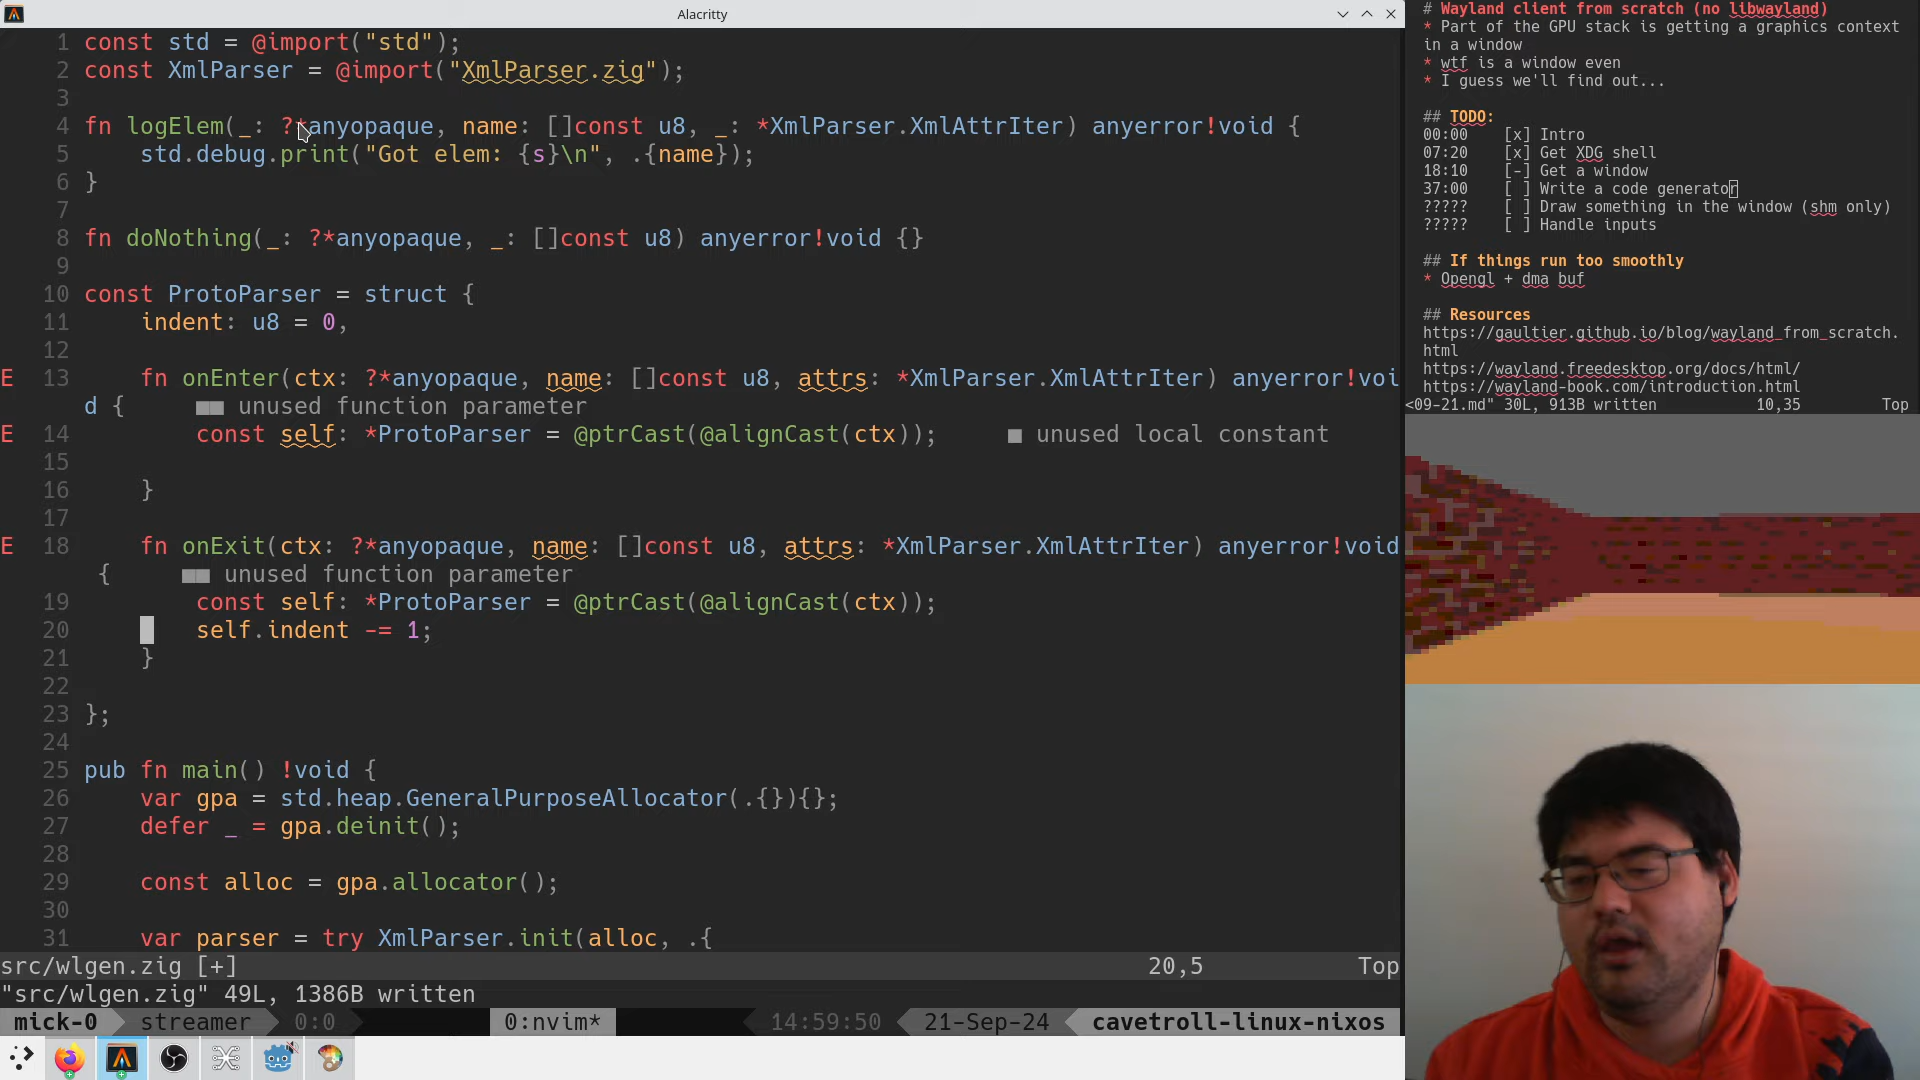 Alacritty
1 const std = @import("std");
2 const XmlParser = @import("XmlParser.zig");
3
4 fn logElem(_: ?*anyopaque, name: []const u8, _: *XmlParser.XmlAttrIter) anyerror!void {
5     std.debug.print("Got elem: {s}\n", .{name});
6 }
7
8 fn doNothing(_: ?*anyopaque, _: []const u8) anyerror!void {}
9
10 const ProtoParser = struct {
11     indent: u8 = 0,
12
E 13     fn onEnter(ctx: ?*anyopaque, name: []const u8, attrs: *XmlParser.XmlAttrIter) anyerror!voi
d {     ■■ unused function parameter
E 14         const self: *ProtoParser = @ptrCast(@alignCast(ctx));     ■ unused local constant
15
16     }
17
E 18     fn onExit(ctx: ?*anyopaque, name: []const u8, attrs: *XmlParser.XmlAttrIter) anyerror!void
{     ■■ unused function parameter
19         const self: *ProtoParser = @ptrCast(@alignCast(ctx));
20         self.indent -= 1;
21     }
22
23 };
24
25 pub fn main() !void {
26     var gpa = std.heap.GeneralPurposeAllocator(.{}){};
27     defer _ = gpa.deinit();
28
29     const alloc = gpa.allocator();
30
31     var parser = try XmlParser.init(alloc, .{
src/wlgen.zig [+] 20,5 Top
"src/wlgen.zig" 49L, 1386B written
mick-0 streamer 0:0 0:nvim* 14:59:50 21-Sep-24 cavetroll-linux-nixos
# Wayland client from scratch (no libwayland)
* Part of the GPU stack is getting a graphics context
in a window
* wtf is a window even
* I guess we'll find out...
## TODO:
00:00 [x] Intro
07:20 [x] Get XDG shell
18:10 [-] Get a window
37:00 [ ] Write a code generator
????? [ ] Draw something in the window (shm only)
????? [ ] Handle inputs
## If things run too smoothly
* Opengl + dma buf
## Resources
https://gaultier.github.io/blog/wayland_from_scratch.
html
https://wayland.freedesktop.org/docs/html/
https://wayland-book.com/introduction.html
<09-21.md" 30L, 913B written 10,35 Top